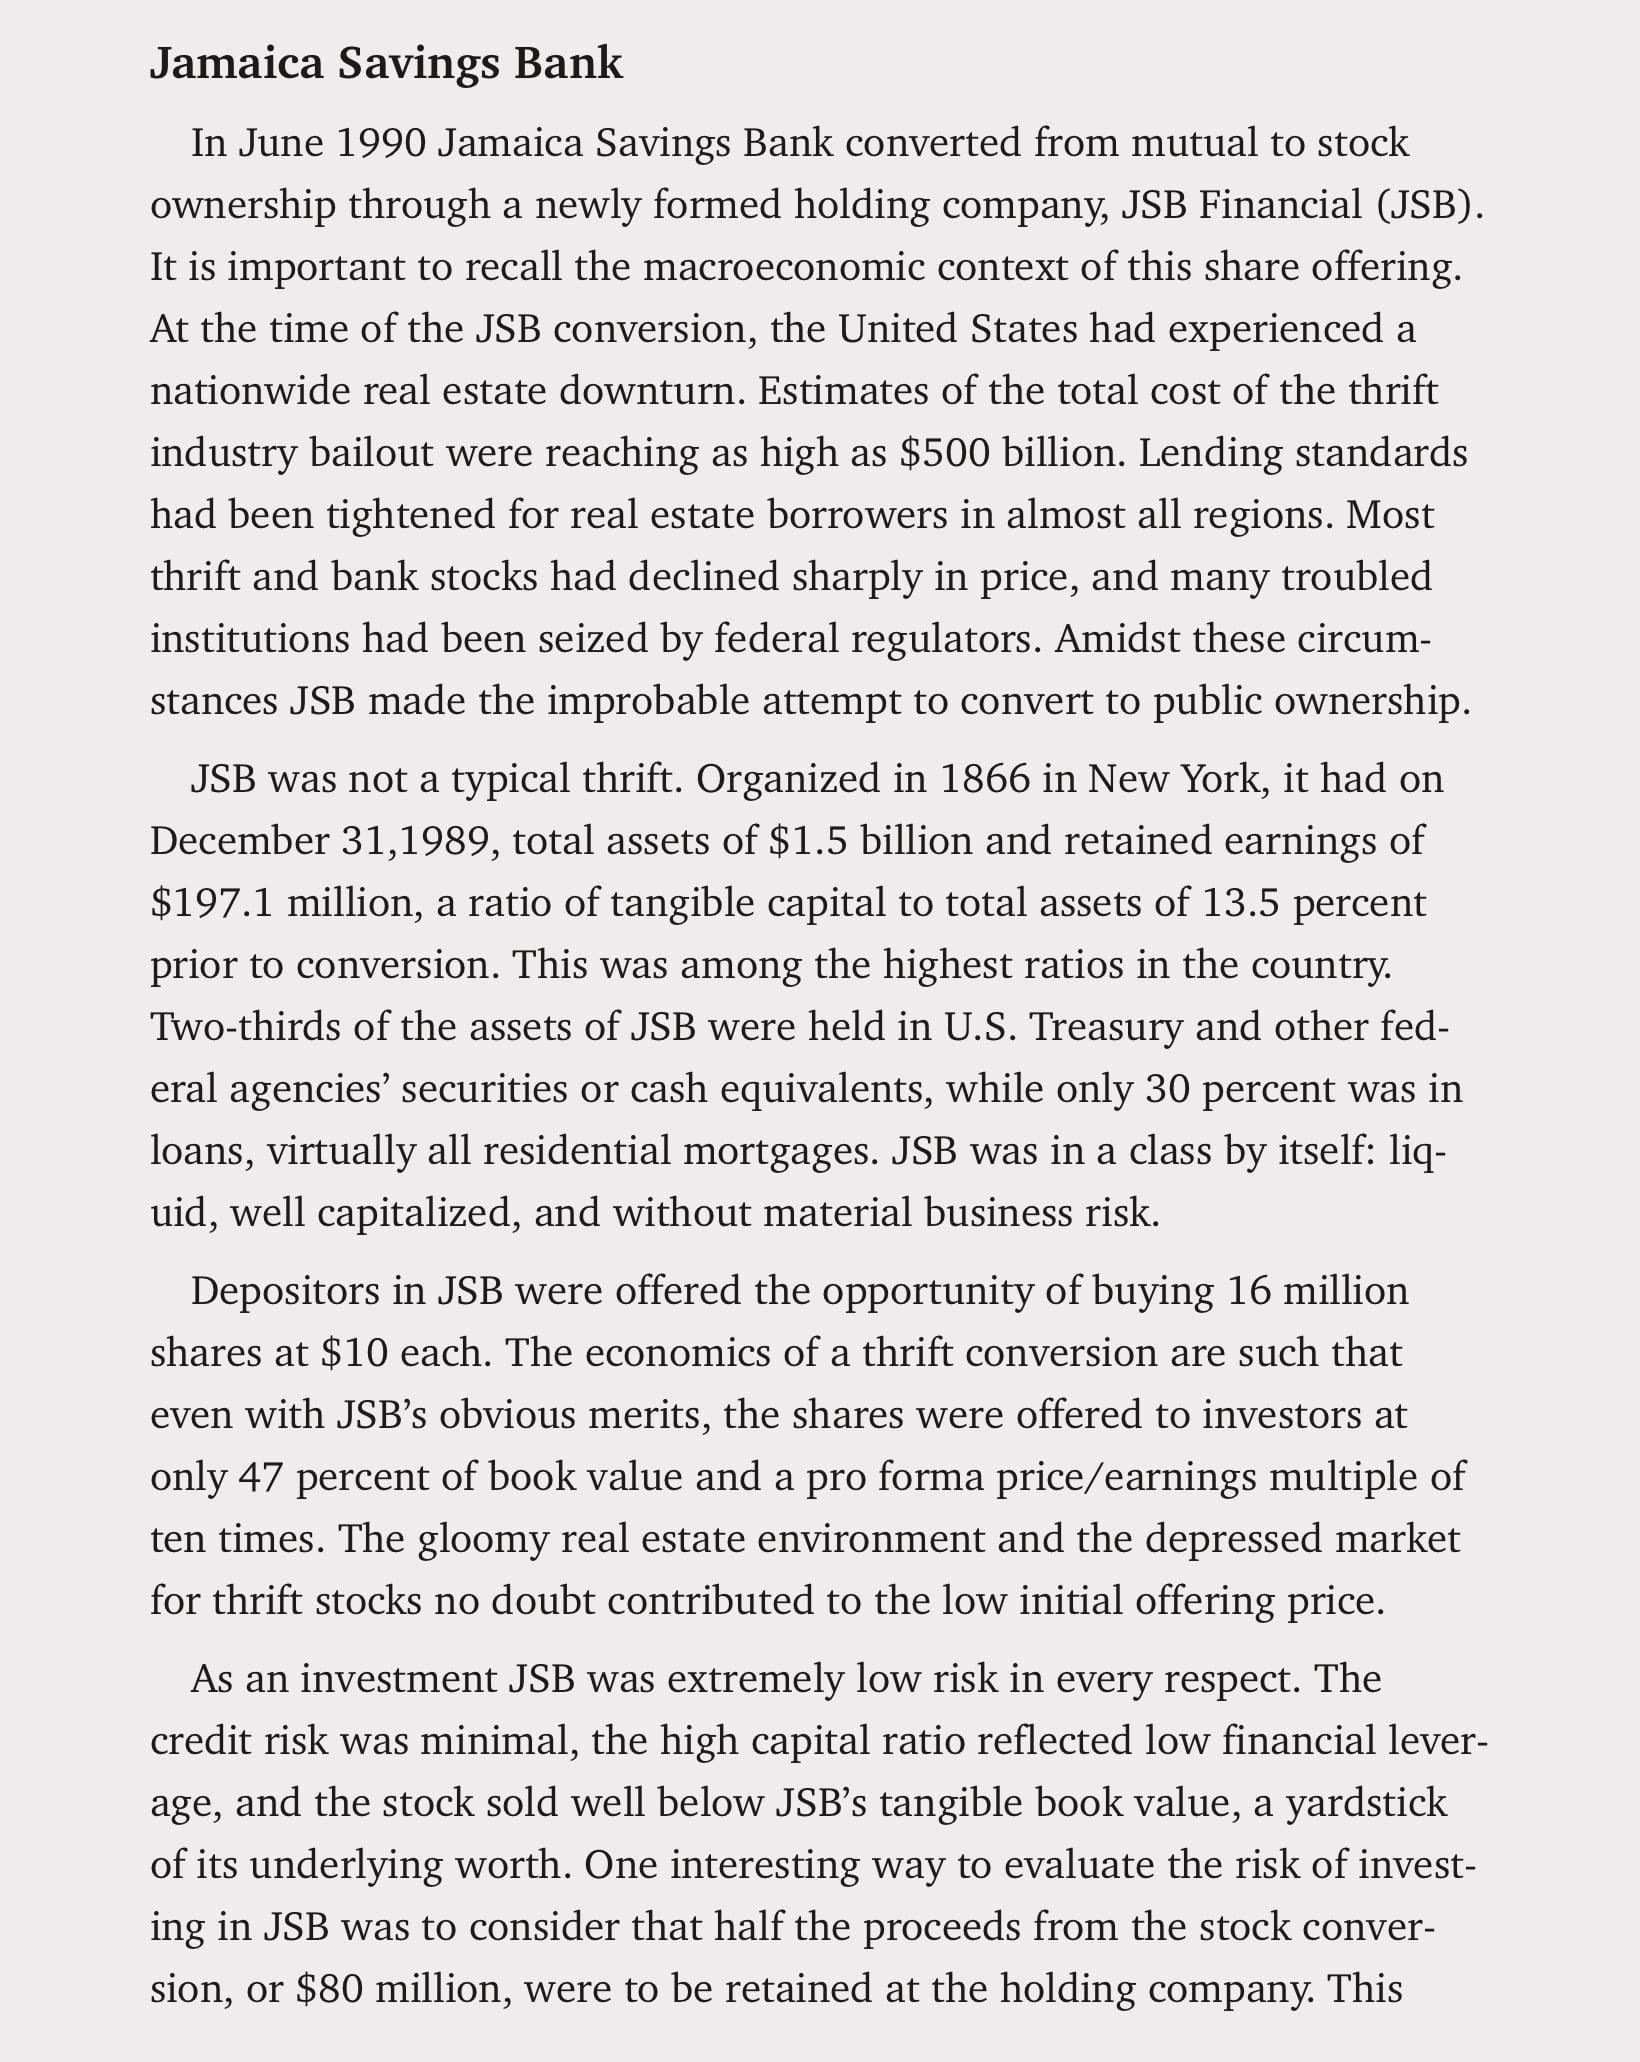 Jamaica Savings Bank
In June 1990 Jamaica Savings Bank converted from mutual to stock
ownership through a newly formed holding company, JSB Financial (JSB).
It is important to recall the macroeconomic context of this share offering.
At the time of the JSB conversion, the United States had experienced a
nationwide real estate downturn. Estimates of the total cost of the thrift
industry bailout were reaching as high as $500 billion. Lending standards
had been tightened for real estate borrowers in almost all regions. Most
thrift and bank stocks had declined sharply in price, and many troubled
institutions had been seized by federal regulators. Amidst these circum-
stances JSB made the improbable attempt to convert to public ownership.
JSB was not a typical thrift. Organized in 1866 in New York, it had on
December 31,1989, total assets of $1.5 billion and retained earnings of
$197.1 million, a ratio of tangible capital to total assets of 13.5 percent
prior to conversion. This was among the highest ratios in the country.
Two-thirds of the assets of JSB were held in U.S. Treasury and other fed-
eral agencies’ securities or cash equivalents, while only 30 percent was in
loans, virtually all residential mortgages. JSB was in a class by itself: liq-
uid, well capitalized, and without material business risk.
Depositors in JSB were offered the opportunity of buying 16 million
shares at $10 each. The economics of a thrift conversion are such that
even with JSB’s obvious merits, the shares were offered to investors at
only 47 percent of book value and a pro forma price/earnings multiple of
ten times. The gloomy real estate environment and the depressed market
for thrift stocks no doubt contributed to the low initial offering price.
As an investment JSB was extremely low risk in every respect. The
credit risk was minimal, the high capital ratio reflected low financial lever-
age, and the stock sold well below JSB’s tangible book value, a yardstick
of its underlying worth. One interesting way to evaluate the risk of invest-
ing in JSB was to consider that half the proceeds from the stock conver-
sion, or $80 million, were to be retained at the holding company. This